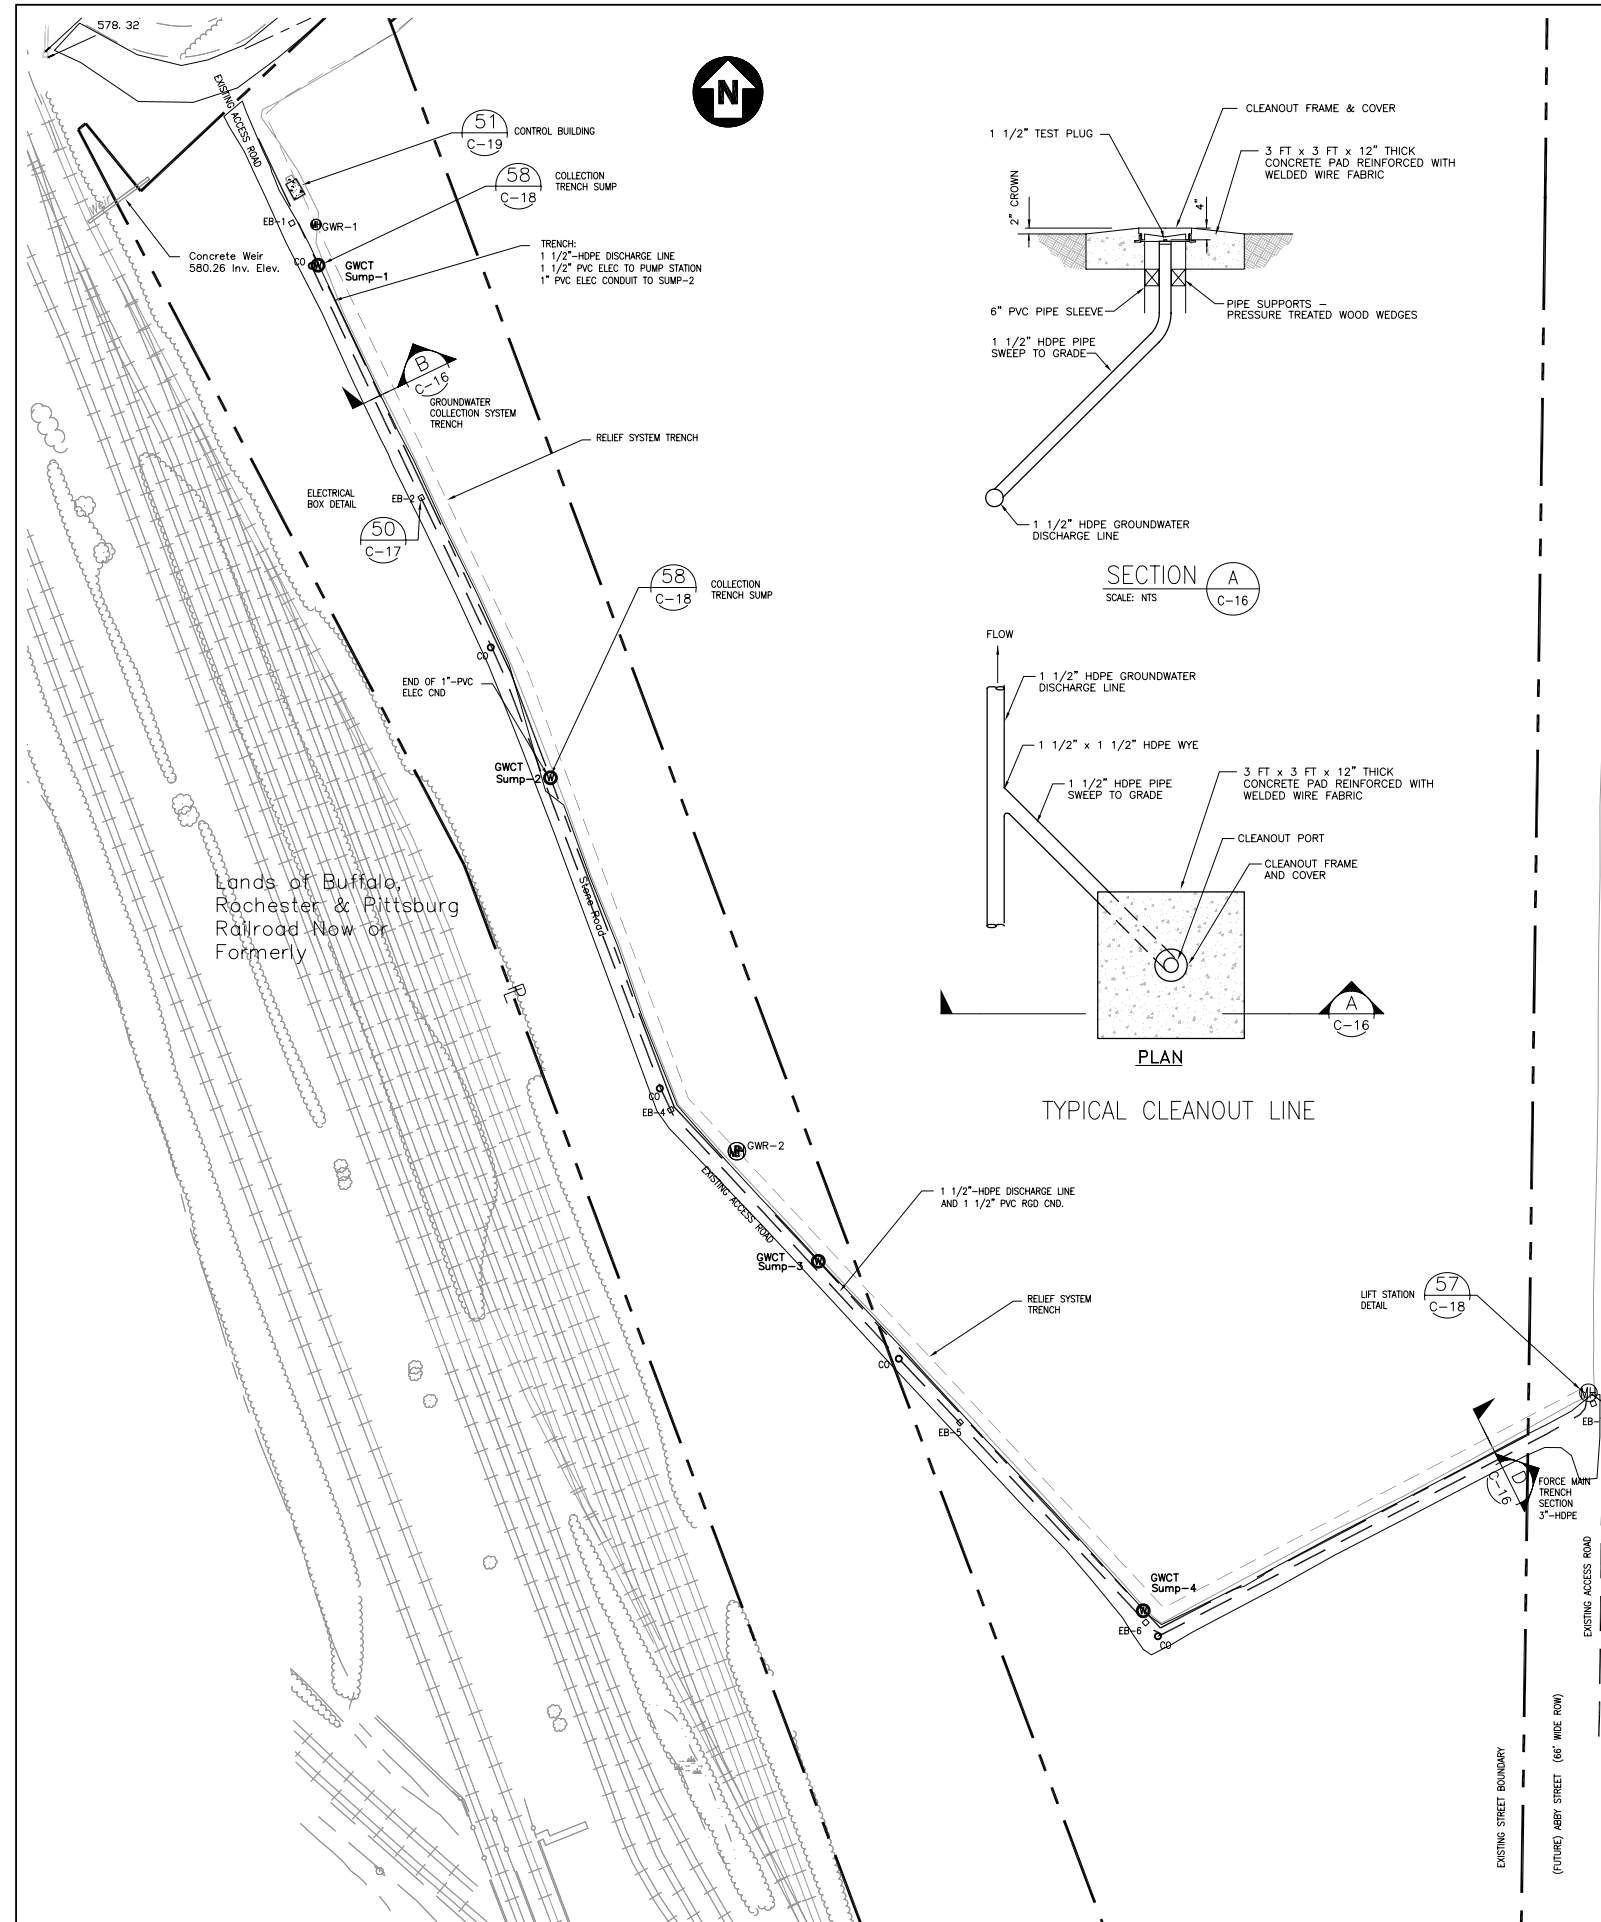 578.32
N
EXISTING ACCESS ROAD
51
C-19
CONTROL BUILDING
58
C-18
COLLECTION
TRENCH SUMP
Weir
EB-1
MH
GWR-1
Concrete Weir
580.26 Inv. Elev.
CO
W
GWCT
Sump-1
TRENCH:
1 1/2"-HDPE DISCHARGE LINE
1 1/2" PVC ELEC TO PUMP STATION
1" PVC ELEC CONDUIT TO SUMP-2
B
C-16
GROUNDWATER
COLLECTION SYSTEM
TRENCH
RELIEF SYSTEM TRENCH
ELECTRICAL
BOX DETAIL
EB-2
50
C-17
58
C-18
COLLECTION
TRENCH SUMP
CO
END OF 1"-PVC
ELEC CND
GWCT
Sump-2
W
Stone Road
Lands of Buffalo,
Rochester & Pittsburg
Railroad Now or
Formerly
PL
CO
EB-4
MH
GWR-2
EXISTING ACCESS ROAD
GWCT
Sump-3
W
1 1/2"-HDPE DISCHARGE LINE
AND 1 1/2" PVC RGD CND.
RELIEF SYSTEM
TRENCH
CO
EB-5
GWCT
Sump-4
W
EB-6
CO
LIFT STATION
DETAIL
57
C-18
MH
EB-
D
C-16
FORCE MAIN
TRENCH
SECTION
3"-HDPE
EXISTING ACCESS ROAD
EXISTING STREET BOUNDARY
(FUTURE) ABBY STREET (66' WIDE ROW)
CLEANOUT FRAME & COVER
1 1/2" TEST PLUG
3 FT x 3 FT x 12" THICK
CONCRETE PAD REINFORCED WITH
WELDED WIRE FABRIC
2" CROWN
4"
6" PVC PIPE SLEEVE
PIPE SUPPORTS -
PRESSURE TREATED WOOD WEDGES
1 1/2" HDPE PIPE
SWEEP TO GRADE
1 1/2" HDPE GROUNDWATER
DISCHARGE LINE
SECTION
SCALE: NTS
A
C-16
FLOW
1 1/2" HDPE GROUNDWATER
DISCHARGE LINE
1 1/2" x 1 1/2" HDPE WYE
1 1/2" HDPE PIPE
SWEEP TO GRADE
3 FT x 3 FT x 12" THICK
CONCRETE PAD REINFORCED WITH
WELDED WIRE FABRIC
CLEANOUT PORT
CLEANOUT FRAME
AND COVER
A
C-16
PLAN
TYPICAL CLEANOUT LINE